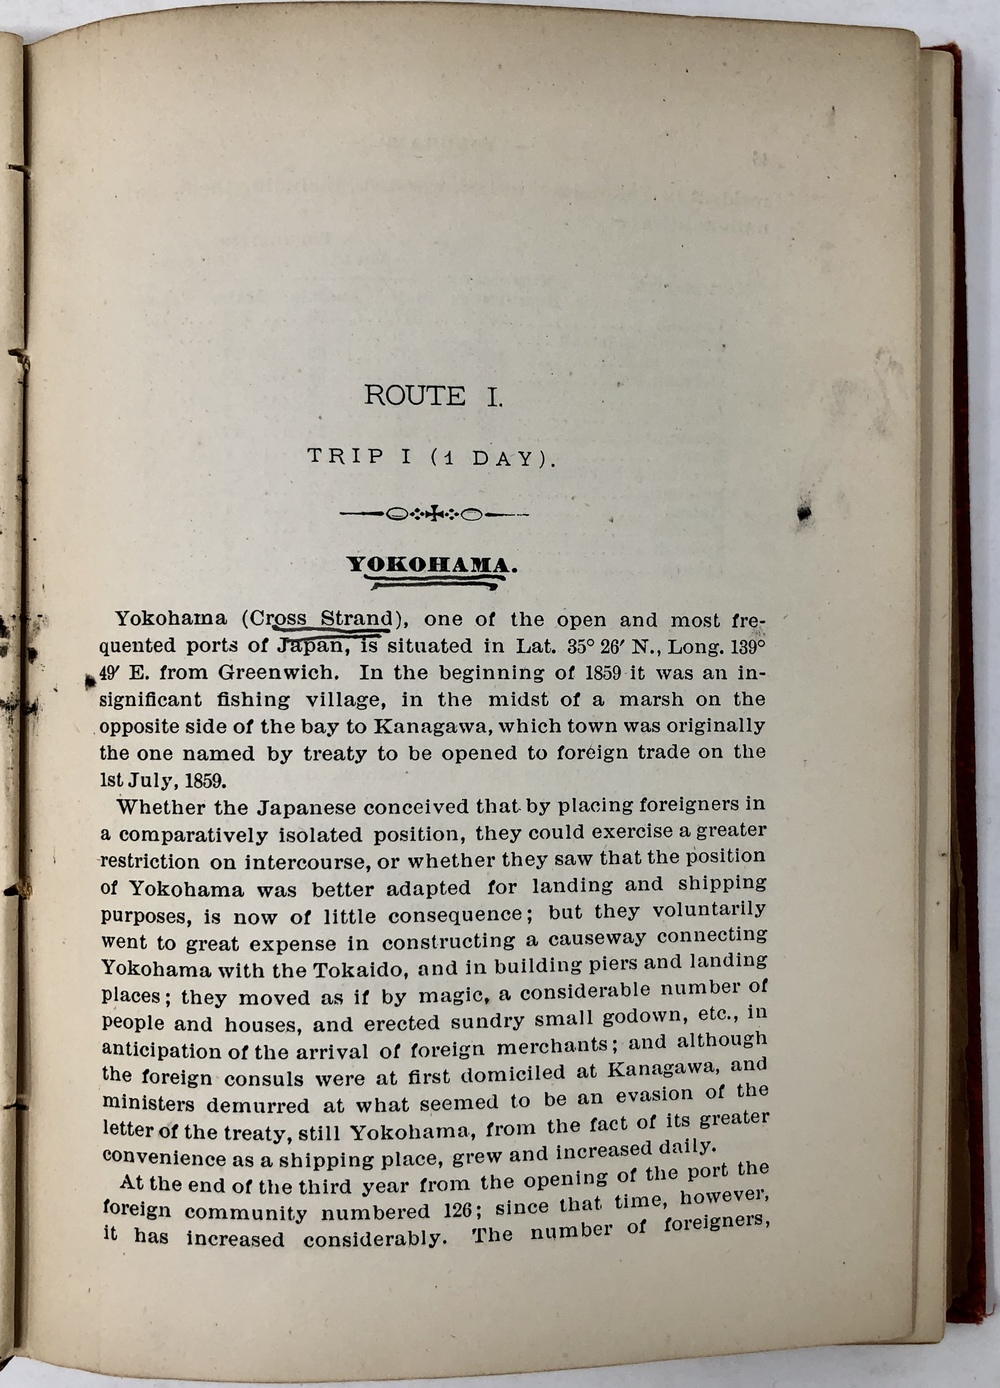 ROUTE I.
TRIP I (1 DAY).
YOKOHAMA.
Yokohama (Cross Strand), one of the open and most fre-
quented ports of Japan, is situated in Lat. 35° 26′ N., Long. 139°
49′ E. from Greenwich. In the beginning of 1859 it was an in-
significant fishing village, in the midst of a marsh on the
opposite side of the bay to Kanagawa, which town was originally
the one named by treaty to be opened to foreign trade on the
1st July, 1859.
Whether the Japanese conceived that by placing foreigners in
a comparatively isolated position, they could exercise a greater
restriction on intercourse, or whether they saw that the position
of Yokohama was better adapted for landing and shipping
purposes, is now of little consequence; but they voluntarily
went to great expense in constructing a causeway connecting
Yokohama with the Tokaido, and in building piers and landing
places; they moved as if by magic, a considerable number of
people and houses, and erected sundry small godown, etc., in
anticipation of the arrival of foreign merchants; and although
the foreign consuls were at first domiciled at Kanagawa, and
ministers demurred at what seemed to be an evasion of the
letter of the treaty, still Yokohama, from the fact of its greater
convenience as a shipping place, grew and increased daily.
At the end of the third year from the opening of the port the
foreign community numbered 126; since that time, however,
it has increased considerably. The number of foreigners,